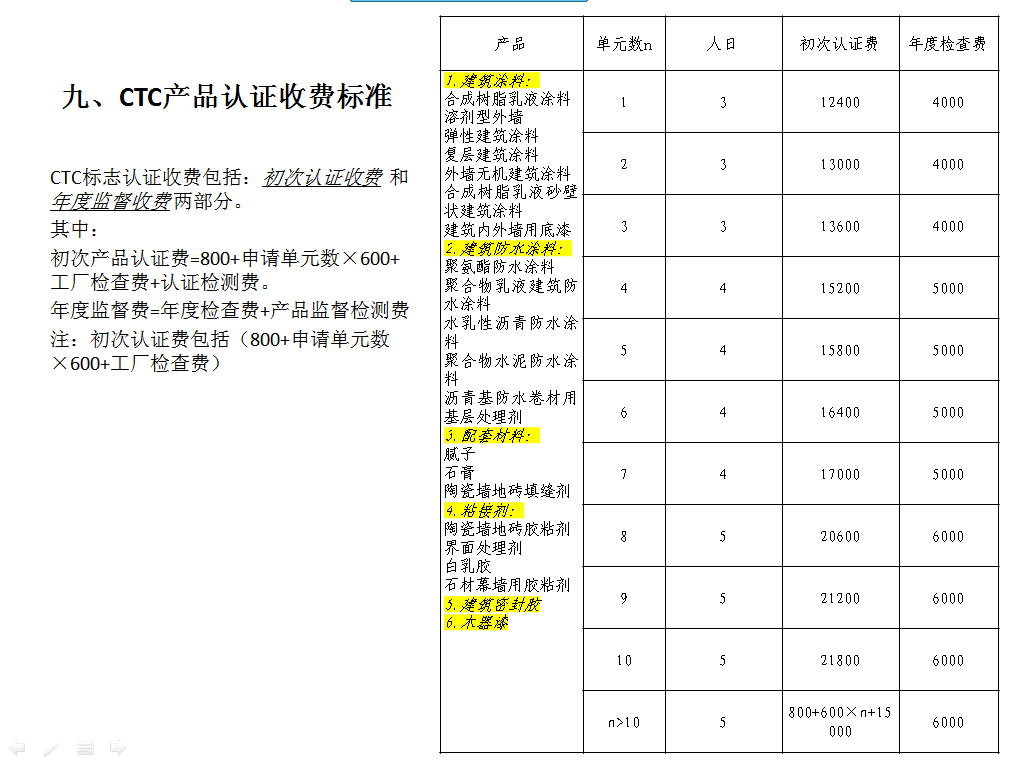 九、CTC产品认证收费标准
CTC标志认证收费包括：初次认证收费 和
年度监督收费两部分。
其中：
初次产品认证费=800+申请单元数×600+
工厂检查费+认证检测费。
年度监督费=年度检查费+产品监督检测费
注：初次认证费包括（800+申请单元数
×600+工厂检查费）
产品 单元数n 人日 初次认证费 年度检查费
1.建筑涂料：
合成树脂乳液涂料
溶剂型外墙
弹性建筑涂料
复层建筑涂料
外墙无机建筑涂料
合成树脂乳液砂壁
状建筑涂料
建筑内外墙用底漆
2.建筑防水涂料：
聚氨酯防水涂料
聚合物乳液建筑防
水涂料
水乳性沥青防水涂
料
聚合物水泥防水涂
料
沥青基防水卷材用
基层处理剂
3.配套材料：
腻子
石膏
陶瓷墙地砖填缝剂
4.粘接剂：
陶瓷墙地砖胶粘剂
界面处理剂
白乳胶
石材幕墙用胶粘剂
5.建筑密封胶
6.木器漆
1 3 12400 4000
2 3 13000 4000
3 3 13600 4000
4 4 15200 5000
5 4 15800 5000
6 4 16400 5000
7 4 17000 5000
8 5 20600 6000
9 5 21200 6000
10 5 21800 6000
n>10 5 800+600×n+15 6000
000